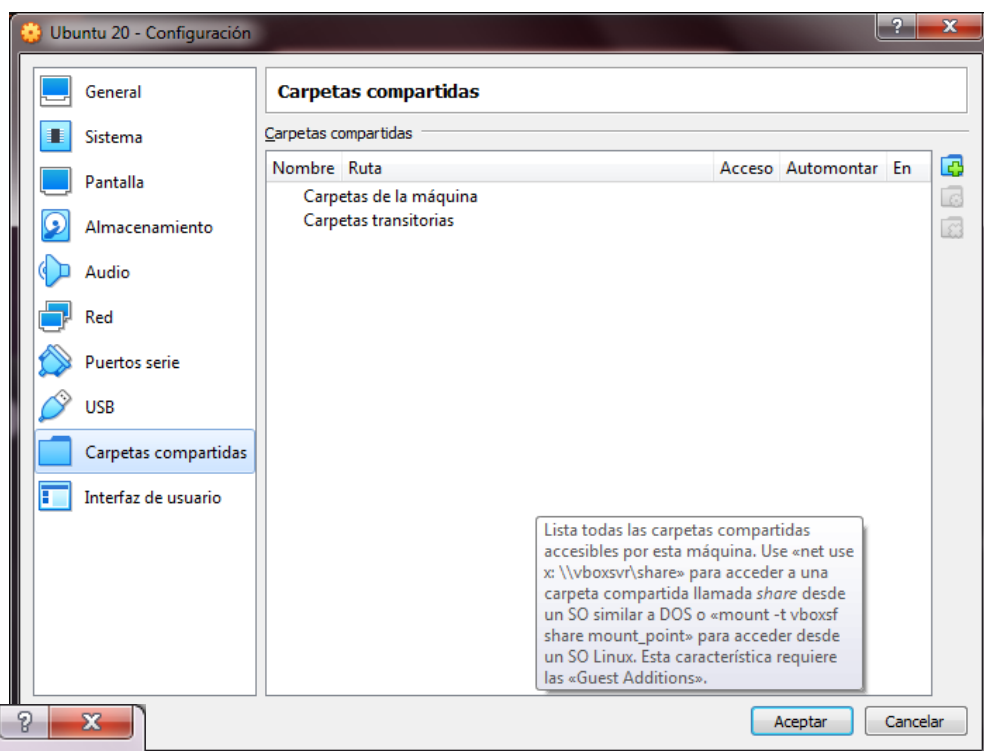 Ubuntu 20 - Configuración
General
Sistema
Pantalla
Almacenamiento
Audio
Red
Puertos serie
USB
Carpetas compartidas
Interfaz de usuario
Carpetas compartidas
Carpetas compartidas
Nombre Ruta Acceso Automontar En
Carpetas de la máquina
Carpetas transitorias
Lista todas las carpetas compartidas
accesibles por esta máquina. Use «net use
x: \\vboxsvr\share» para acceder a una
carpeta compartida llamada share desde
un SO similar a DOS o «mount -t vboxsf
share mount_point» para acceder desde
un SO Linux. Esta característica requiere
las «Guest Additions».
Aceptar Cancelar